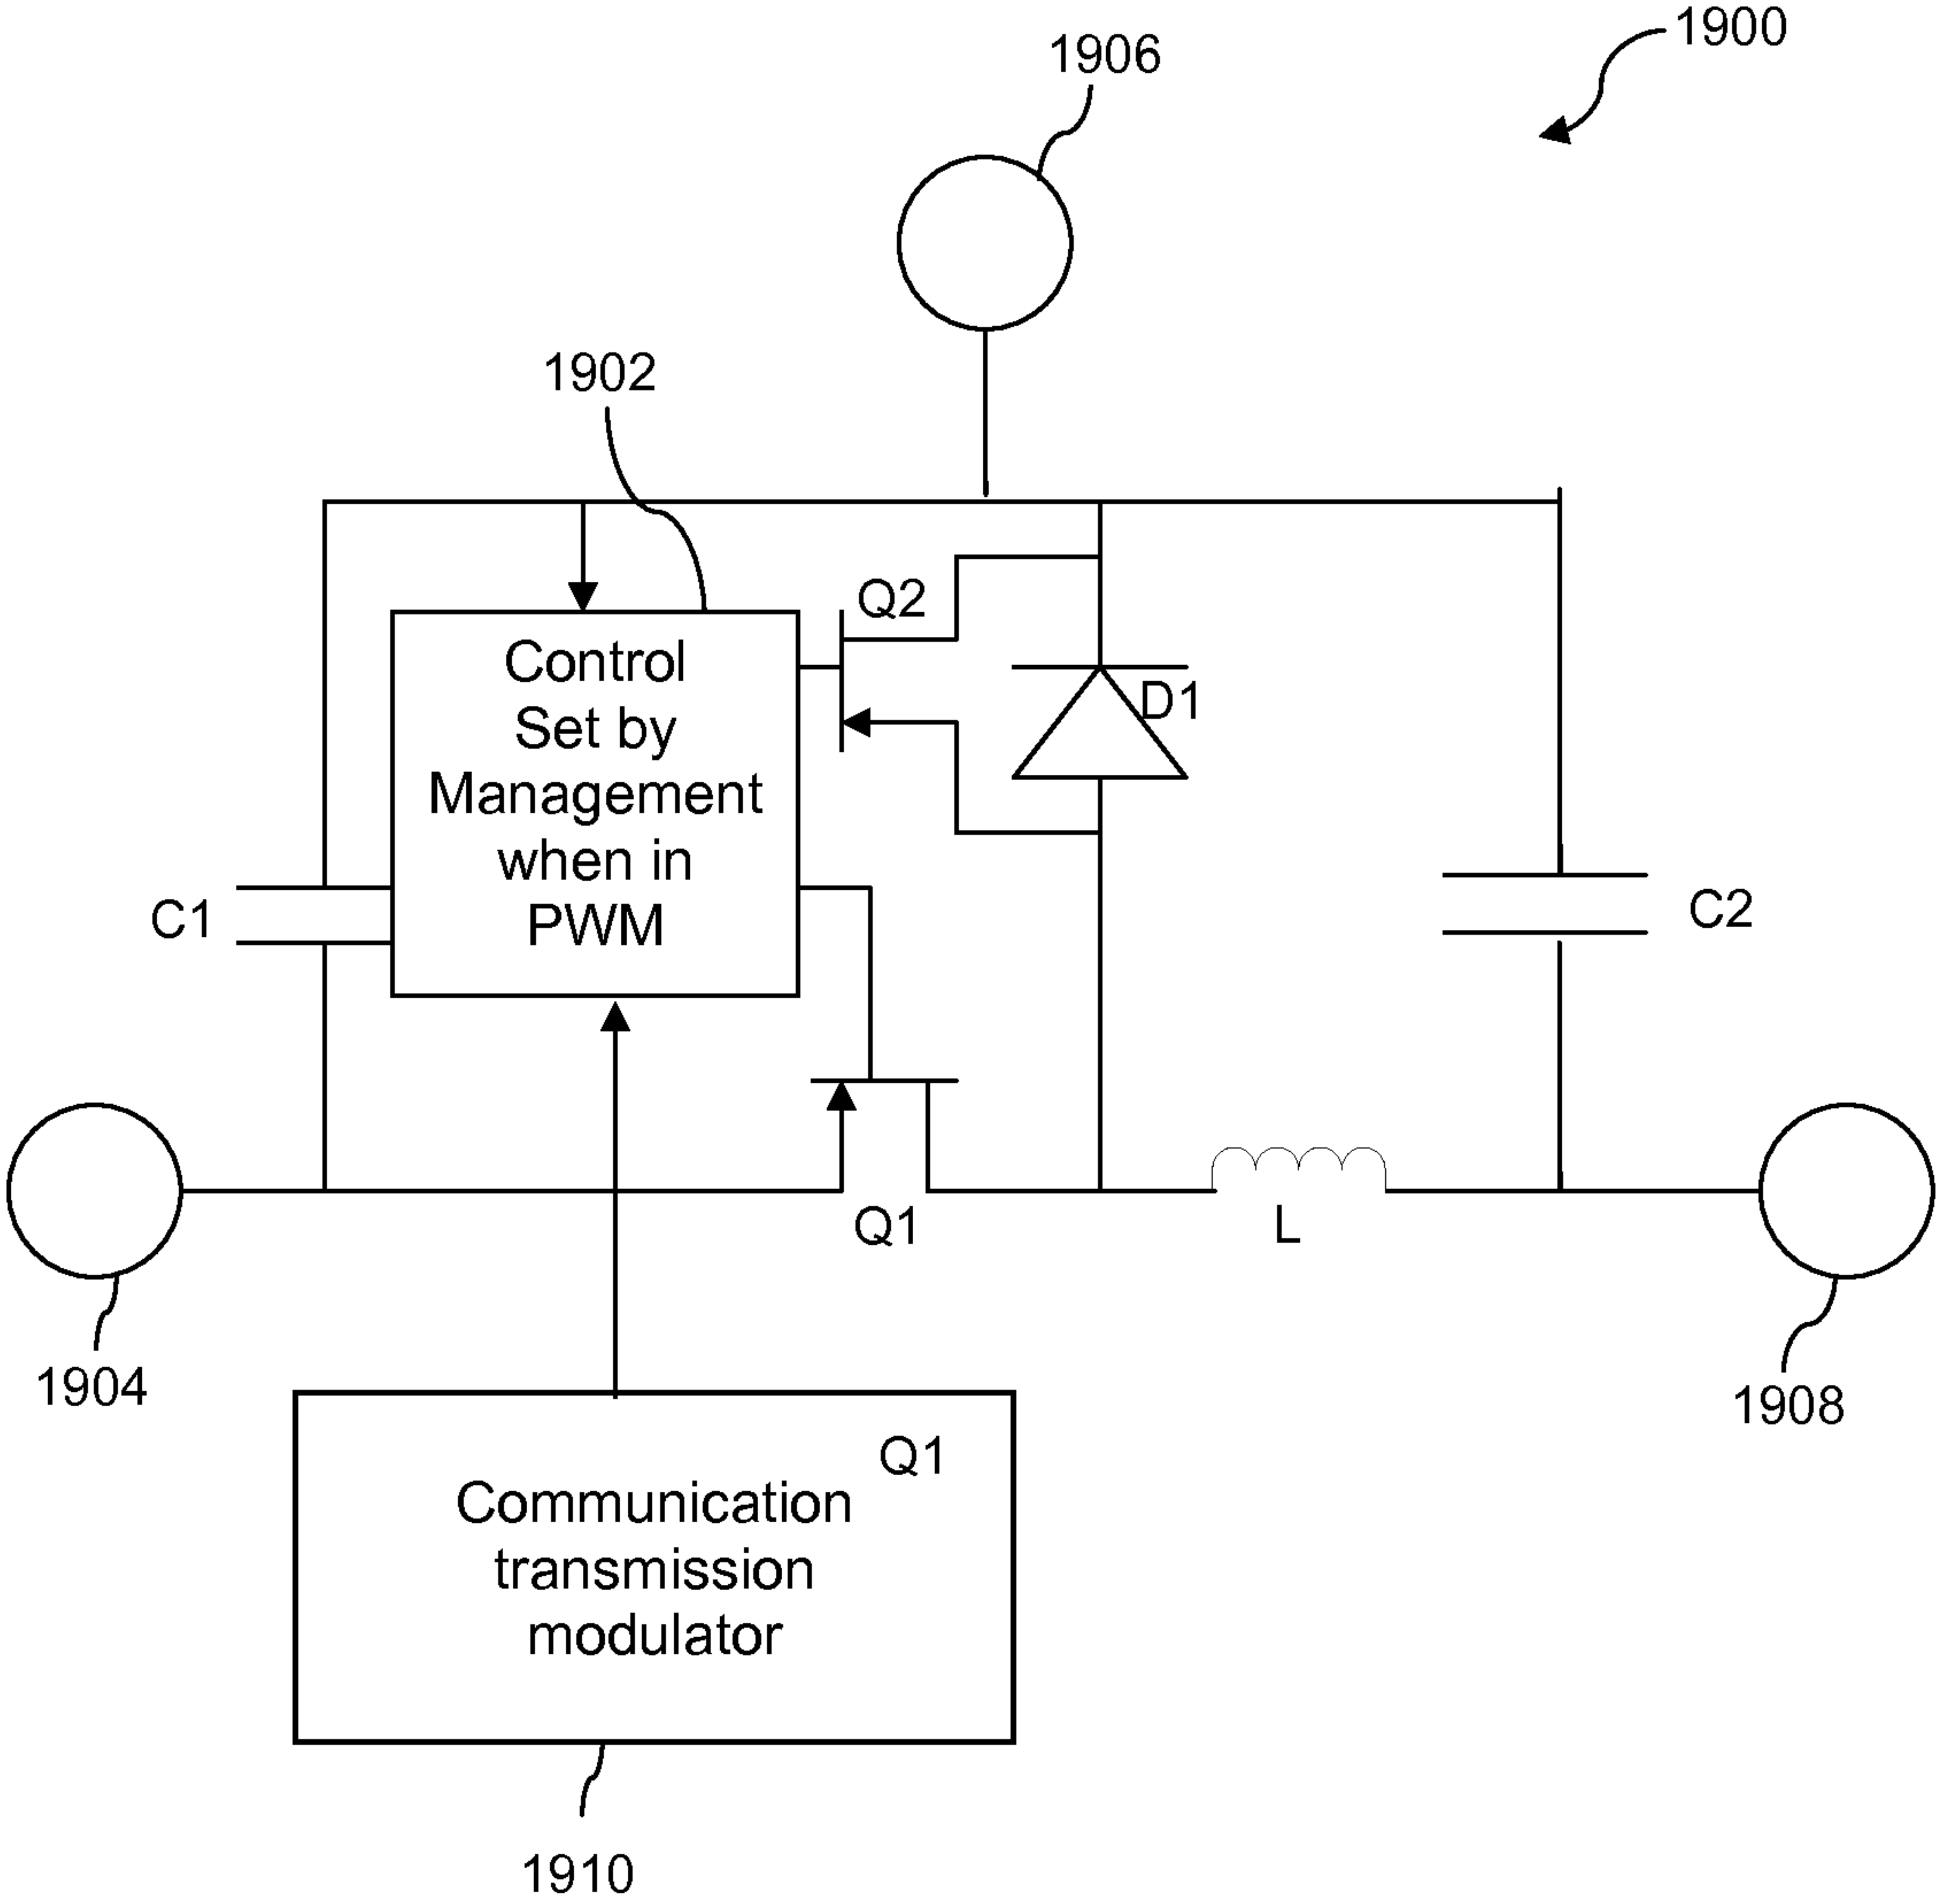 1900
1906
1902
Q2
Control
Set by
Management
when in
PWM
D1
C1
C2
Q1
L
1904
1908
Q1
Communication
transmission
modulator
1910